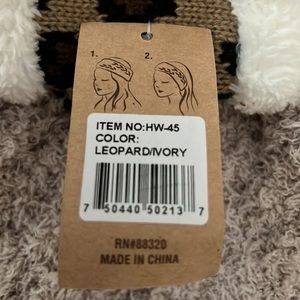 1. 2.
ITEM NO:HW-45
COLOR:
LEOPARD/IVORY
7 50440 50213 7
RN#88320
MADE IN CHINA